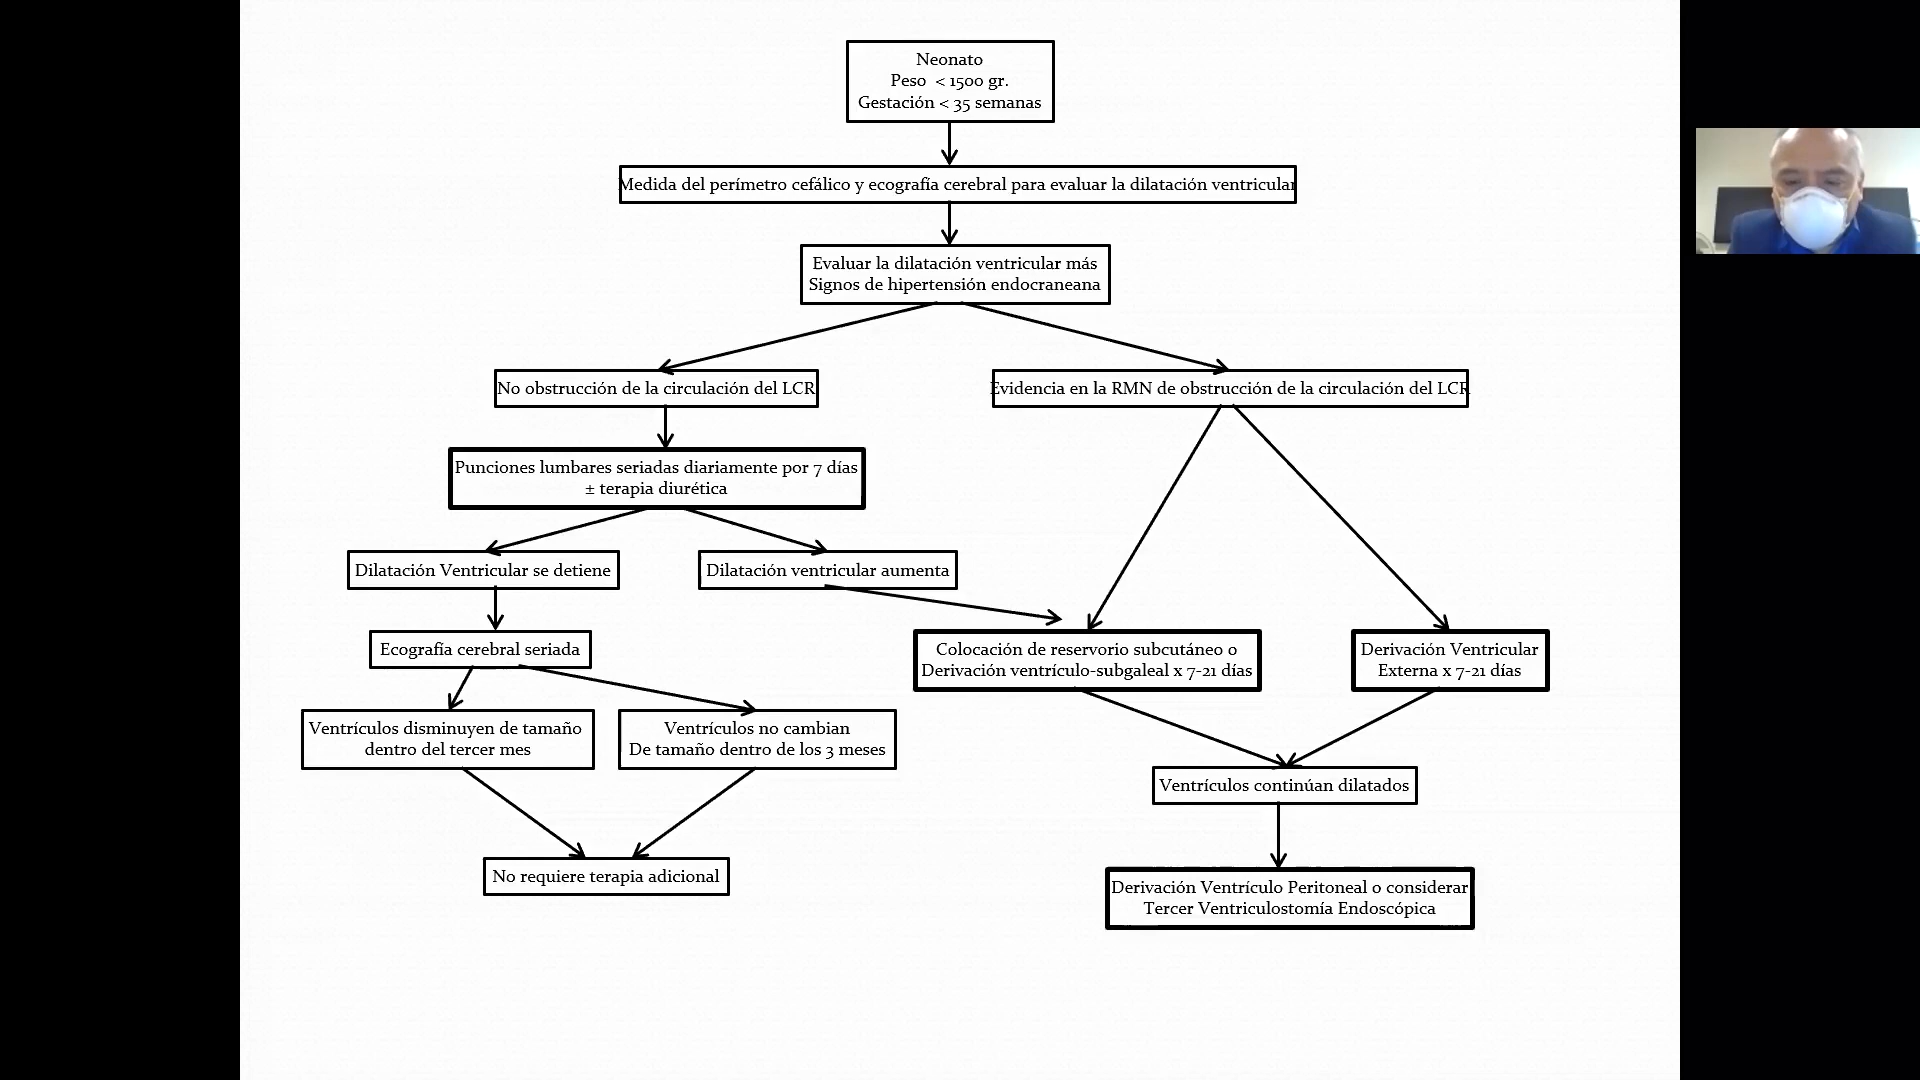 Neonato
Peso < 1500 gr.
Gestación < 35 semanas
Medida del perímetro cefálico y ecografía cerebral para evaluar la dilatación ventricular
Evaluar la dilatación ventricular más
Signos de hipertensión endocraneana
No obstrucción de la circulación del LCR
Evidencia en la RMN de obstrucción de la circulación del LCR
Punciones lumbares seriadas diariamente por 7 días
± terapia diurética
Dilatación Ventricular se detiene
Dilatación ventricular aumenta
Ecografía cerebral seriada
Colocación de reservorio subcutáneo o
Derivación ventrículo-subgaleal x 7-21 días
Derivación Ventricular
Externa x 7-21 días
Ventrículos disminuyen de tamaño
dentro del tercer mes
Ventrículos no cambian
De tamaño dentro de los 3 meses
Ventrículos continúan dilatados
No requiere terapia adicional
Derivación Ventrículo Peritoneal o considerar
Tercer Ventriculostomía Endoscópica